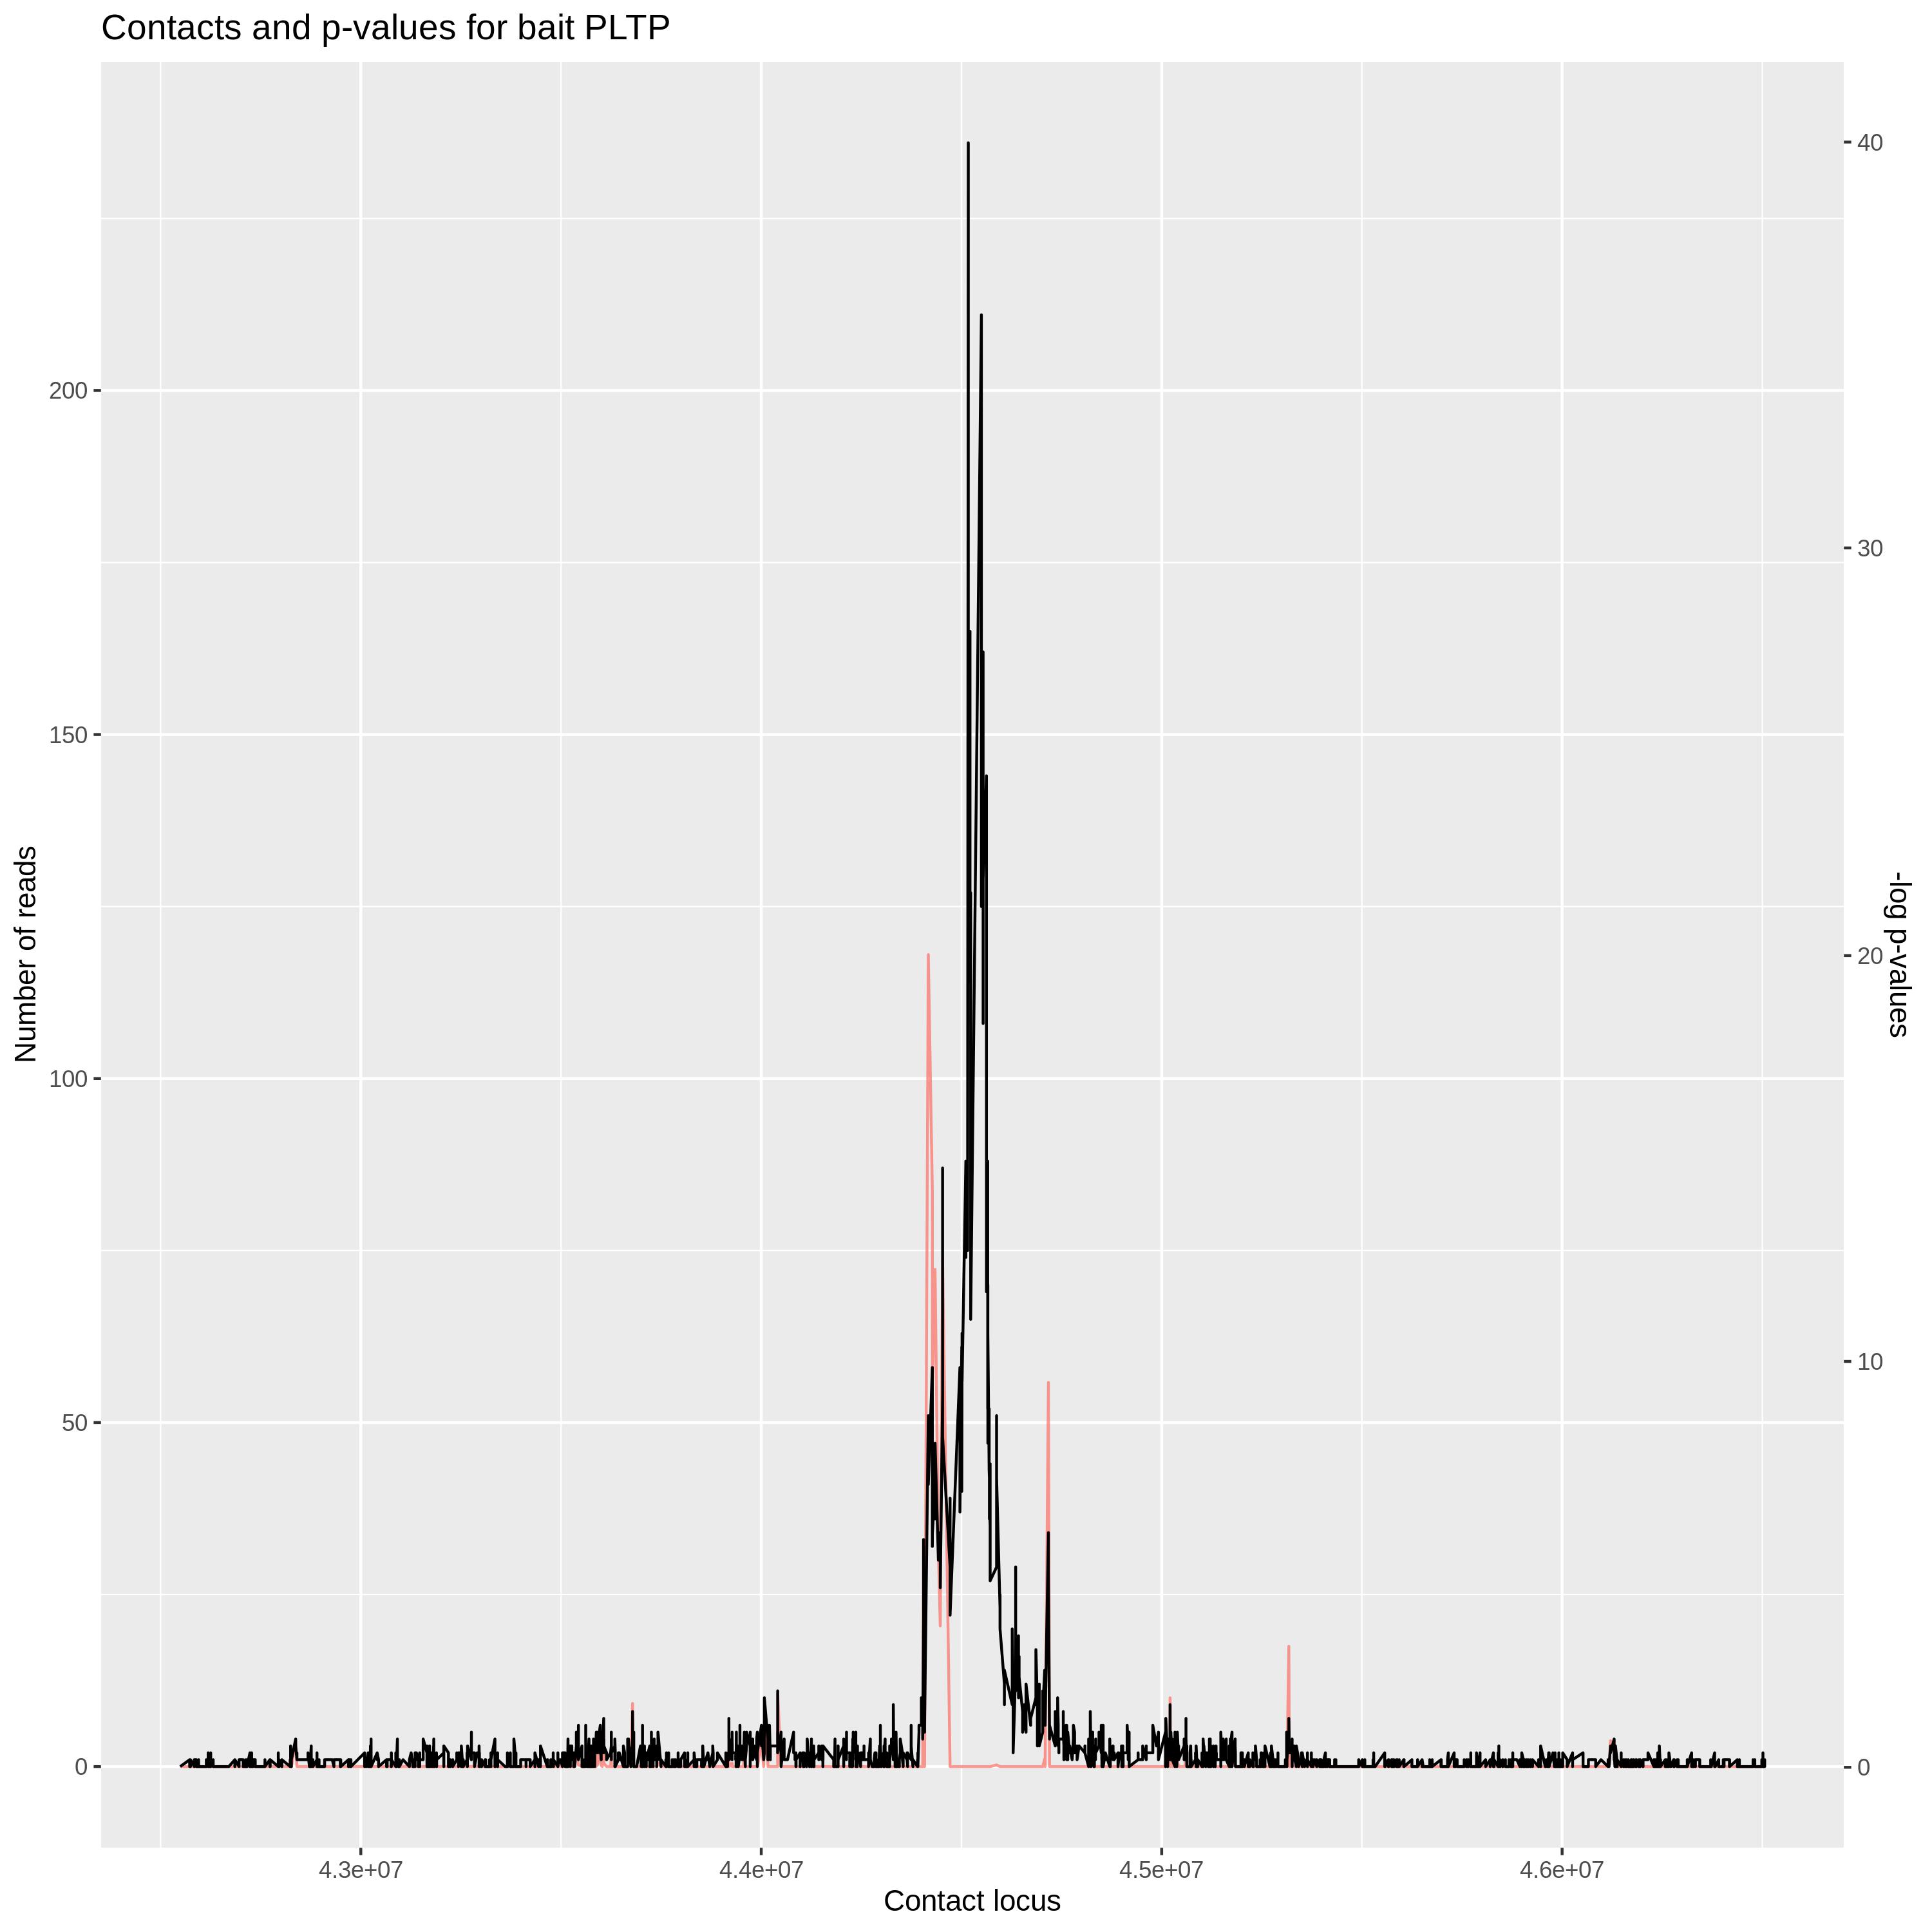 Contacts and p-values for bait PLTP
Number of reads
200
150
100
50
0
40
30
20
10
0
-log p-values
4.3e+07
4.4e+07
4.5e+07
4.6e+07
Contact locus